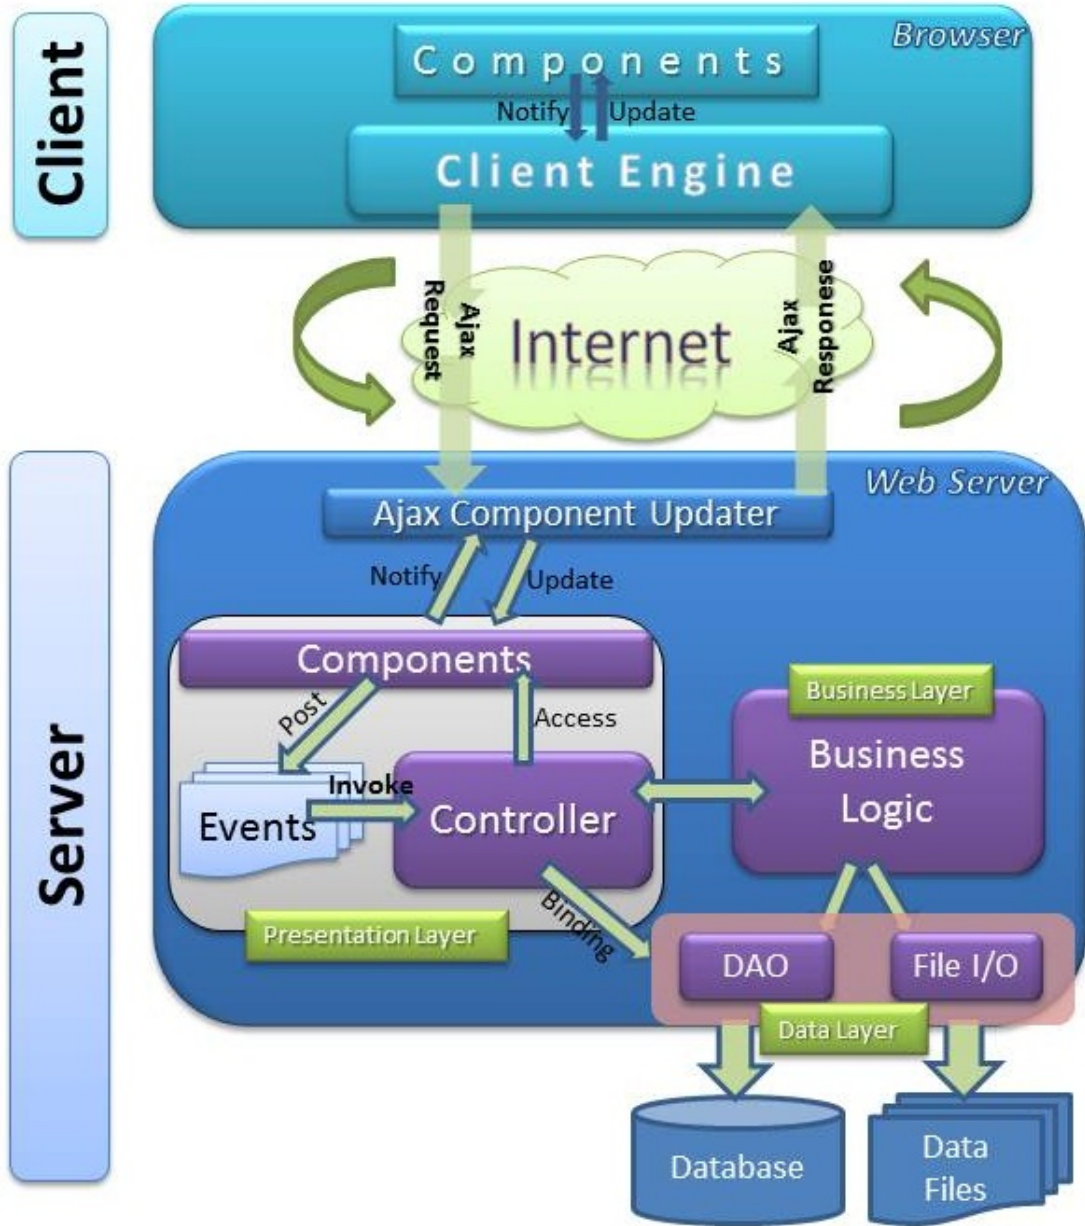 Client
Browser
Components
Notify
Update
Client Engine
Ajax
Request
Internet
Ajax
Responese
Server
Web Server
Ajax Component Updater
Notify
Update
Components
Post
Access
Business Layer
Business
Logic
Invoke
Events
Controller
Binding
Presentation Layer
DAO
File I/O
Data Layer
Database
Data
Files